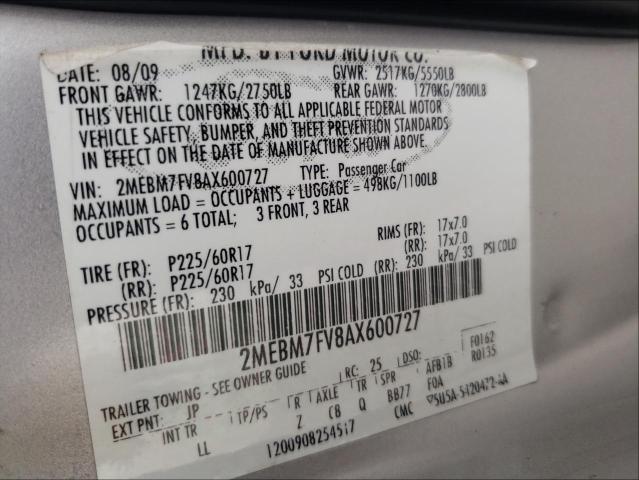 MFD. BY FORD MOTOR CO.
DATE: 08/09 GVWR: 2517KG/5550LB
FRONT GAWR: 1247KG/2750LB REAR GAWR: 1270KG/2800LB
THIS VEHICLE CONFORMS TO ALL APPLICABLE FEDERAL MOTOR
VEHICLE SAFETY, BUMPER, AND THEFT PREVENTION STANDARDS
IN EFFECT ON THE DATE OF MANUFACTURE SHOWN ABOVE.
VIN: 2MEBM7FV8AX600727 TYPE: Passenger Car
MAXIMUM LOAD = OCCUPANTS + LUGGAGE = 498KG/1100LB
OCCUPANTS = 6 TOTAL; 3 FRONT, 3 REAR
TIRE (FR): P225/60R17 RIMS (FR): 17x7.0
(RR): P225/60R17 (RR): 17x7.0
PRESSURE (FR): 230 kPa/ 33 PSI COLD (RR): 230 kPa/ 33 PSI COLD
2MEBM7FV8AX600727
TRAILER TOWING - SEE OWNER GUIDE RC: 25 DSO: F0162
EXT PNT: JP AFB1B R0135
INT TR TP/PS R AXLE TR SPR F0A
LL Z CB Q BB77 CMC
1200908254517